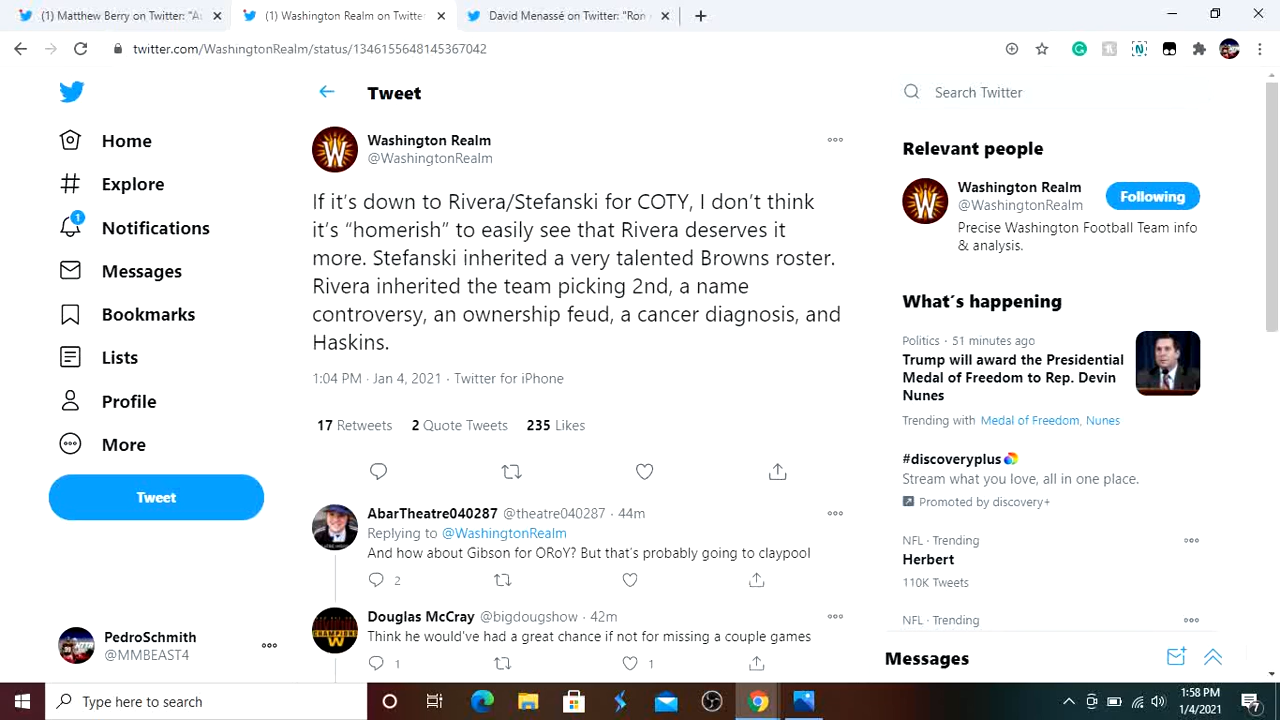 (1) Matthew Berry on Twitter: "As
(1) Washington Realm on Twitter
David Menassé on Twitter: "Ron
twitter.com/WashingtonRealm/status/1346155648145367042
Home
Explore
1
Notifications
Messages
Bookmarks
Lists
Profile
More
Tweet
PedroSchmith
@MMBEAST4
Tweet
Washington Realm
@WashingtonRealm
If it's down to Rivera/Stefanski for COTY, I don't think
it's “homerish” to easily see that Rivera deserves it
more. Stefanski inherited a very talented Browns roster.
Rivera inherited the team picking 2nd, a name
controversy, an ownership feud, a cancer diagnosis, and
Haskins.
1:04 PM · Jan 4, 2021 · Twitter for iPhone
17 Retweets 2 Quote Tweets 235 Likes
AbarTheatre040287 @theatre040287 · 44m
Replying to @WashingtonRealm
And how about Gibson for ORoY? But that's probably going to claypool
2
Douglas McCray @bigdougshow · 42m
Think he would've had a great chance if not for missing a couple games
1 1
Search Twitter
Relevant people
Washington Realm
@WashingtonRealm
Following
Precise Washington Football Team info
& analysis.
What's happening
Politics · 51 minutes ago
Trump will award the Presidential
Medal of Freedom to Rep. Devin
Nunes
Trending with Medal of Freedom, Nunes
#discoveryplus
Stream what you love, all in one place.
Promoted by discovery+
NFL · Trending
Herbert
110K Tweets
NFL · Trending
Messages
Type here to search
1:58 PM
1/4/2021
7